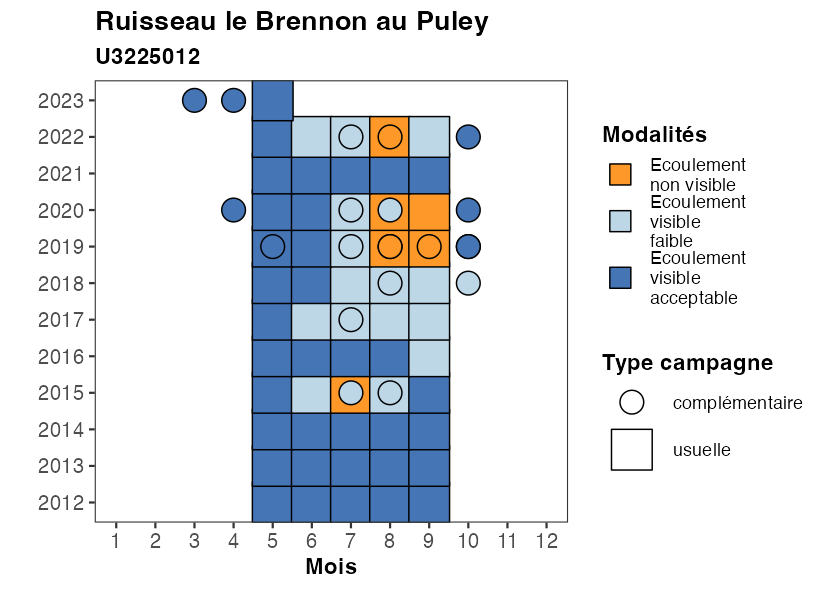 Ruisseau le Brennon au Puley
U3225012
2023
2022
2021
2020
2019
2018
2017
2016
2015
2014
2013
2012
1 2 3 4 5 6 7 8 9 10 11 12
Mois
Modalités
Ecoulement
non visible
Ecoulement
visible
faible
Ecoulement
visible
acceptable
Type campagne
complémentaire
usuelle